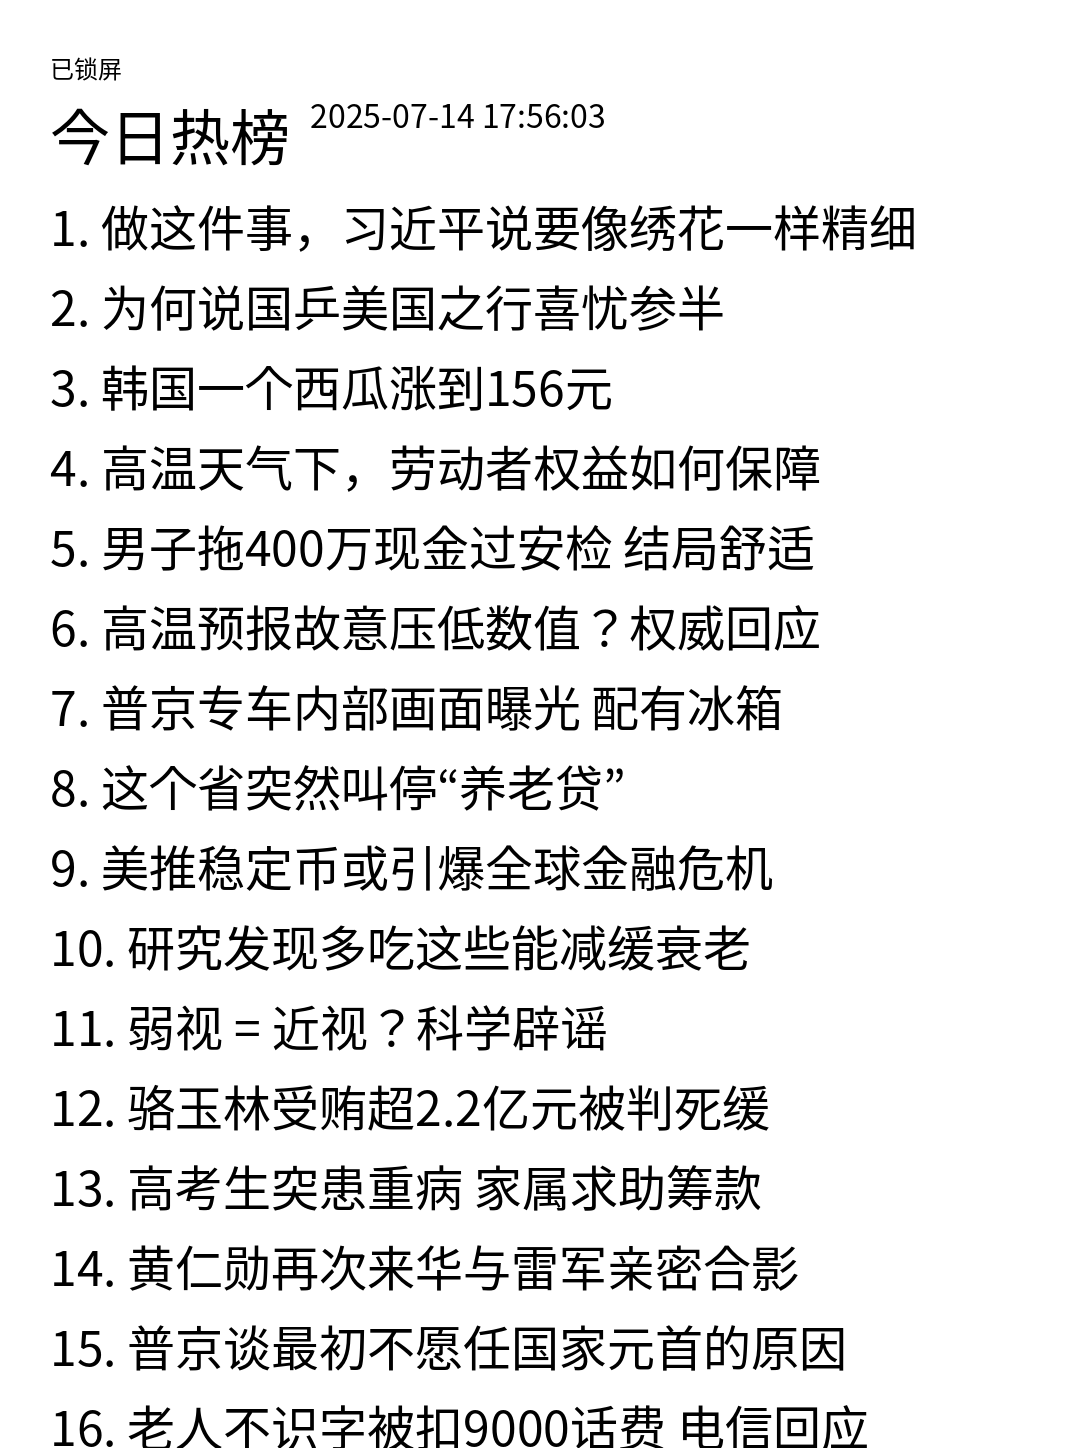 已锁屏
今日热榜 2025-07-14 17:56:03
1. 做这件事，习近平说要像绣花一样精细
2. 为何说国乒美国之行喜忧参半
3. 韩国一个西瓜涨到156元
4. 高温天气下，劳动者权益如何保障
5. 男子拖400万现金过安检 结局舒适
6. 高温预报故意压低数值？权威回应
7. 普京专车内部画面曝光 配有冰箱
8. 这个省突然叫停“养老贷”
9. 美推稳定币或引爆全球金融危机
10. 研究发现多吃这些能减缓衰老
11. 弱视 = 近视？科学辟谣
12. 骆玉林受贿超2.2亿元被判死缓
13. 高考生突患重病 家属求助筹款
14. 黄仁勋再次来华与雷军亲密合影
15. 普京谈最初不愿任国家元首的原因
16. 老人不识字被扣9000话费 电信回应